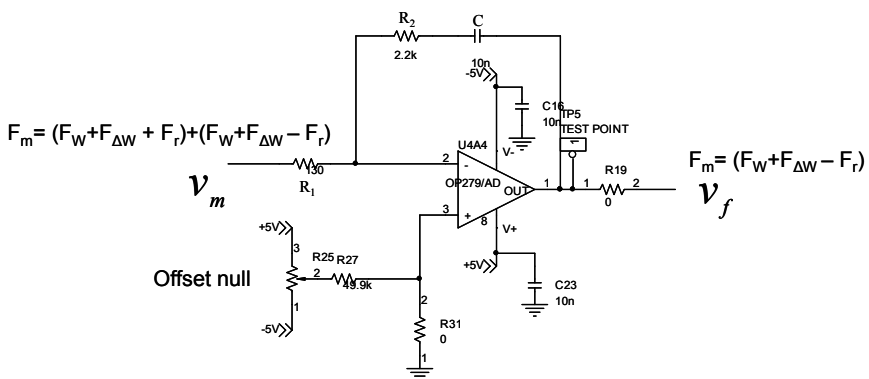 R2
C
2.2k
10n
-5V
C16
10n
TP5
TEST POINT
1
Fm= (FW+FΔW + Fr)+(FW+FΔW – Fr)
U4A4
V-
2
-
130
R1
vm
OP279/AD
OUT
1
1
R19
2
0
Fm= (FW+FΔW – Fr)
vf
3
+
8
V+
+5V
3
R25
R27
2
49.9k
1
-5V
Offset null
+5V
C23
10n
2
R31
0
1